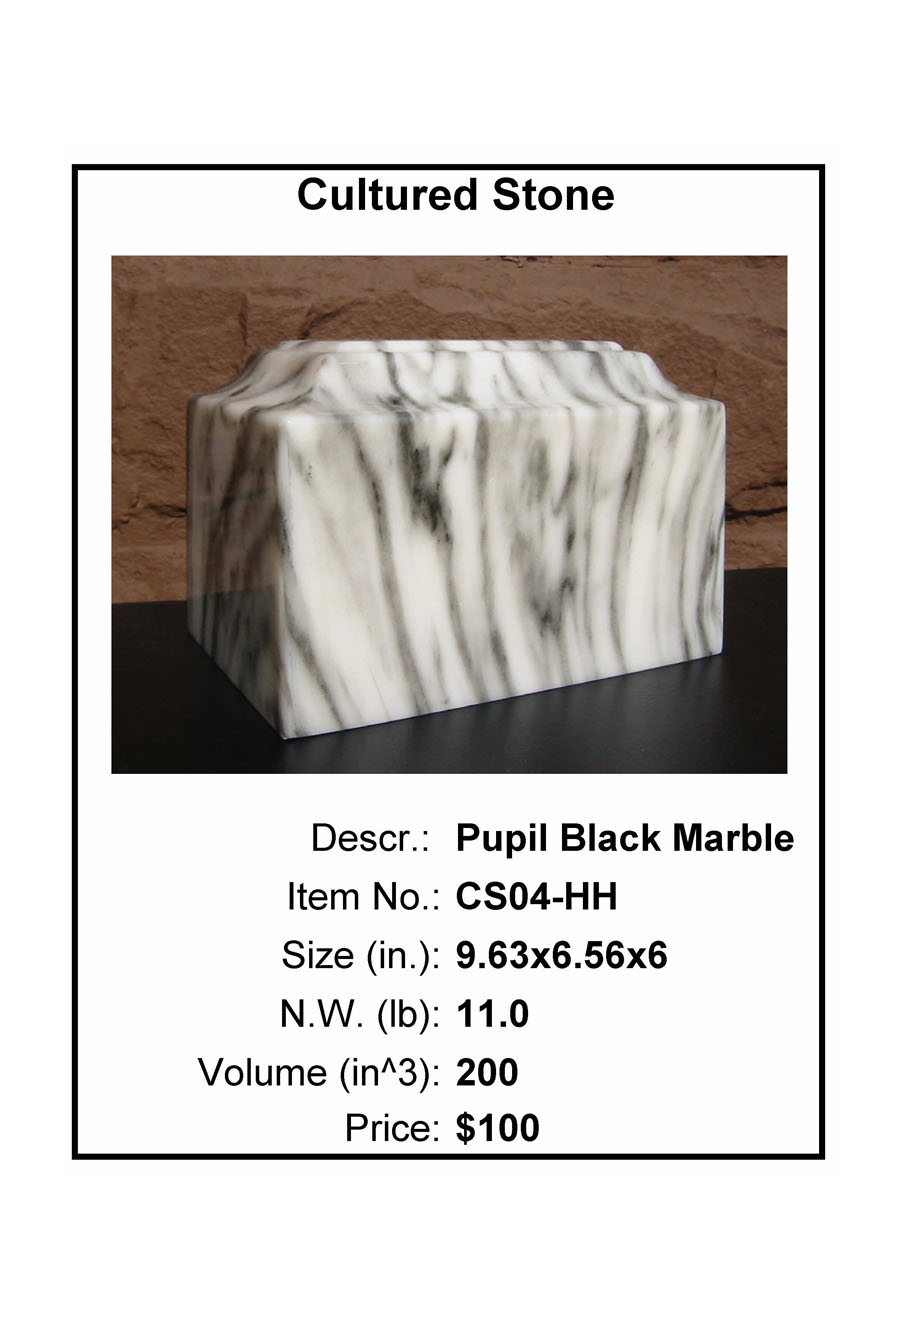 Cultured Stone
Descr.: Pupil Black Marble
Item No.: CS04-HH
Size (in.): 9.63x6.56x6
N.W. (lb): 11.0
Volume (in^3): 200
Price: $100